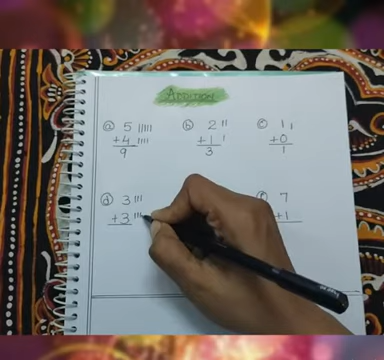 Addition
ⓐ 5 |||||
+4 ||||
9
ⓑ 2 ||
+1 |
3
ⓒ 1 |
+0
1
ⓓ 3 |||
+3 |||
7
+1